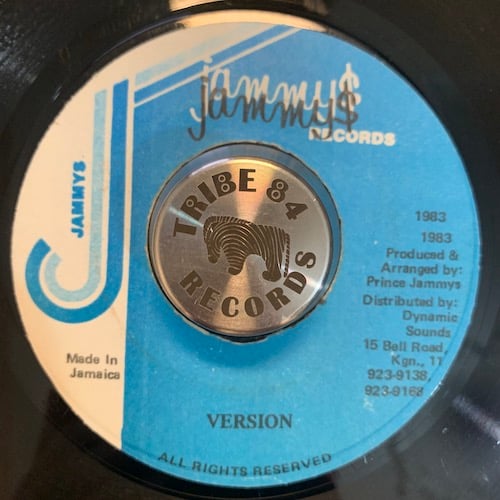 jammy$
jammy$
RECORDS
JAMMYS
TRIBE 84
RECORDS
1983
1983
Produced &
Arranged by:
Prince Jammys
Distributed by:
Dynamic
Sounds
15 Bell Road,
Kgn., 11
923-9138,
923-9168
Made In
Jamaica
VERSION
ALL RIGHTS RESERVED